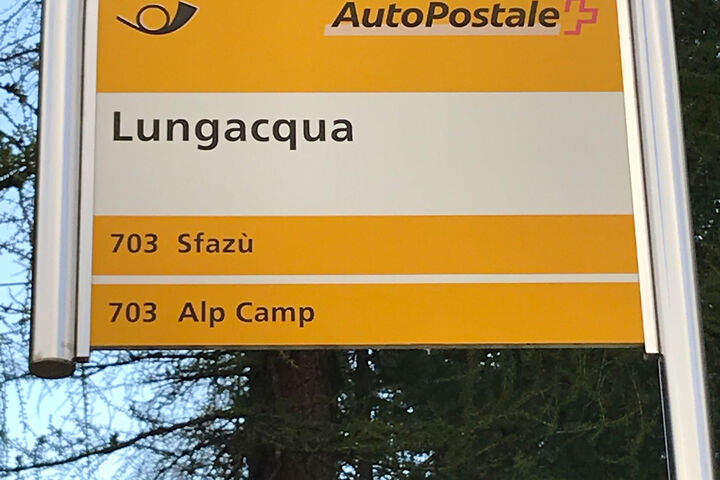 AutoPostale
Lungacqua
703 Sfazù
703 Alp Camp